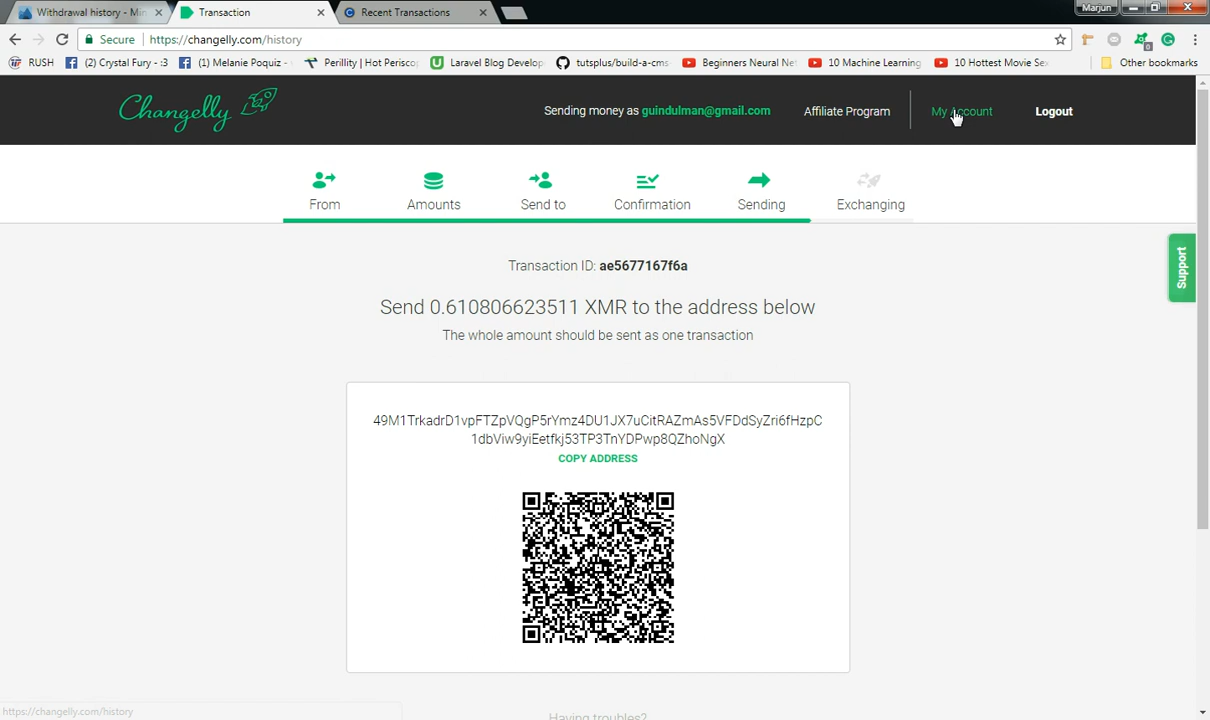 Marjun
Withdrawal history - Min
Transaction
Recent Transactions
Secure
https://changelly.com/history
RUSH
(2) Crystal Fury - :3
(1) Melanie Poquiz -
Perillity | Hot Perisco
Laravel Blog Develop
tutsplus/build-a-cms
Beginners Neural Ne
10 Machine Learning
10 Hottest Movie Se
Other bookmarks
Changelly
Sending money as guindulman@gmail.com
Affiliate Program
My Account
Logout
From
Amounts
Send to
Confirmation
Sending
Exchanging
Support
Transaction ID: ae5677167f6a
Send 0.610806623511 XMR to the address below
The whole amount should be sent as one transaction
49M1TrkadrD1vpFTZpVQgP5rYmz4DU1JX7uCitRAZmAs5VFDdSyZri6fHzpC
1dbViw9yiEetfkj53TP3TnYDPwp8QZhoNgX
COPY ADDRESS
Having troubles?
https://changelly.com/history